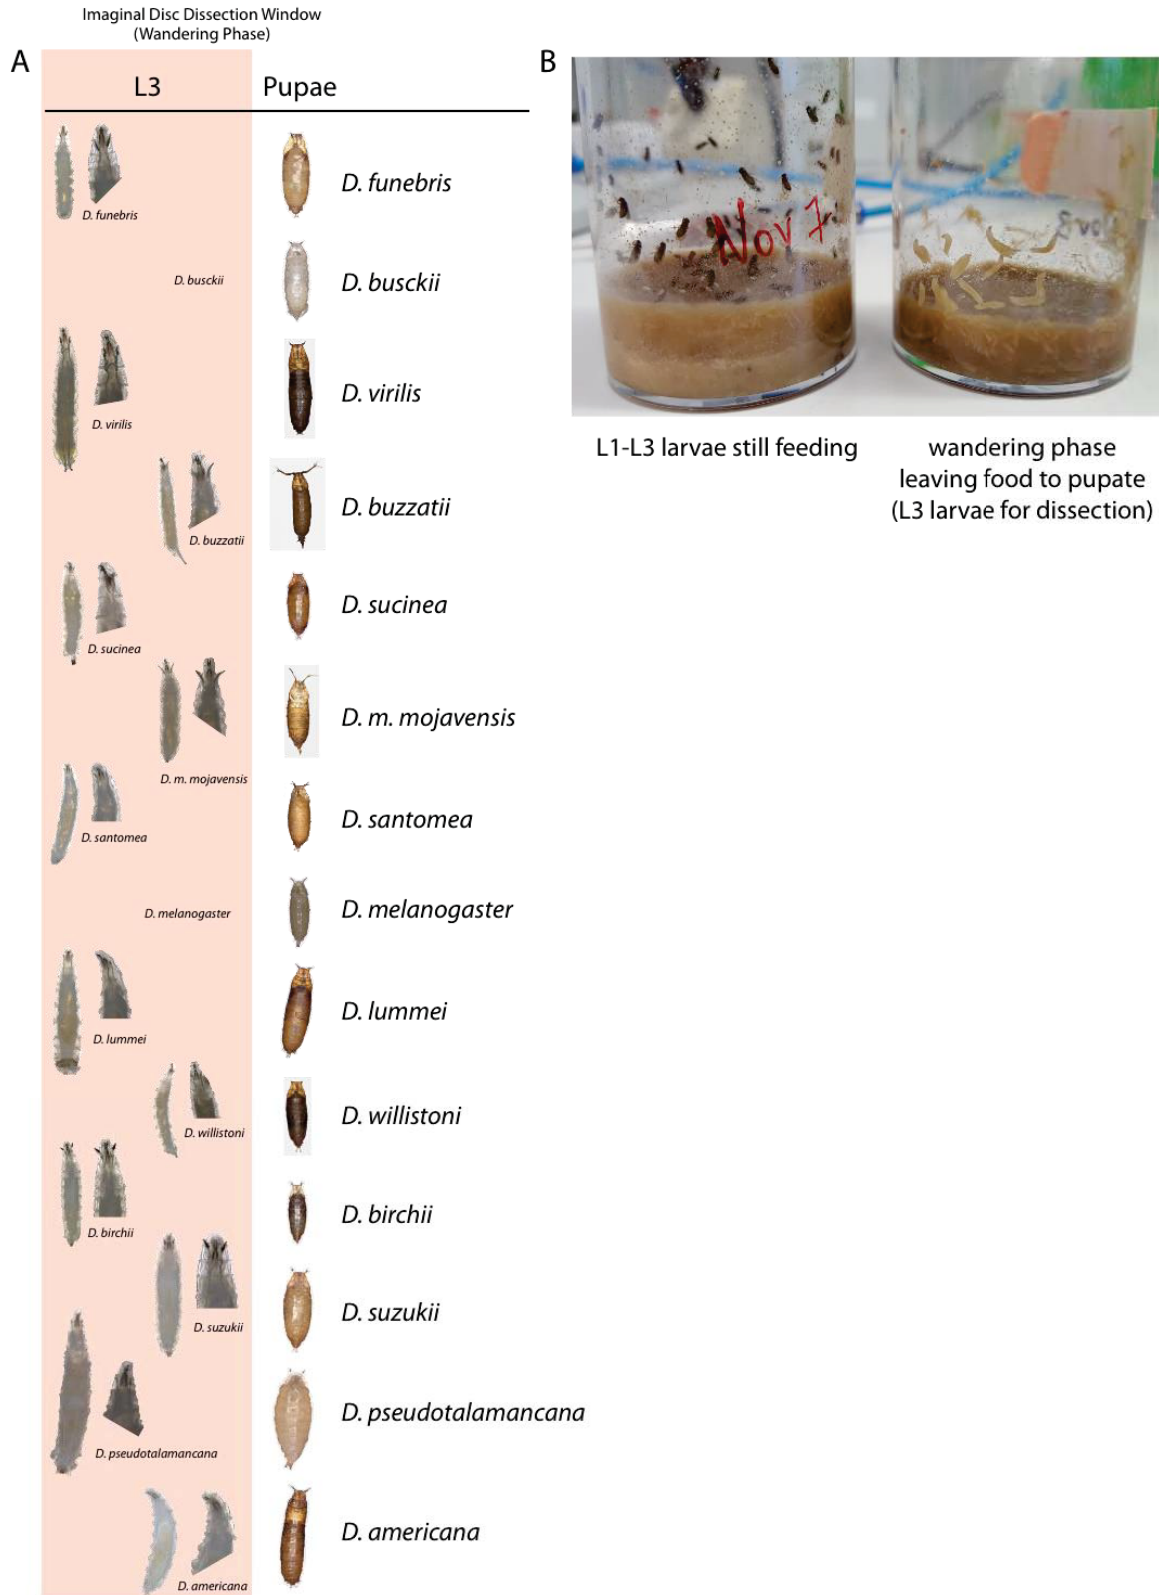 Imaginal Disc Dissection Window
(Wandering Phase)
A
L3
Pupae
D. funebris
D. funebris
D. busckii
D. busckii
D. virilis
D. virilis
D. buzzatii
D. buzzatii
D. sucinea
D. sucinea
D. m. mojavensis
D. m. mojavensis
D. santomea
D. santomea
D. melanogaster
D. melanogaster
D. lummei
D. lummei
D. willistoni
D. willistoni
D. birchii
D. birchii
D. suzukii
D. suzukii
D. pseudotalamancana
D. pseudotalamancana
D. americana
D. americana
B
Nov 7
L1-L3 larvae still feeding
wandering phase
leaving food to pupate
(L3 larvae for dissection)